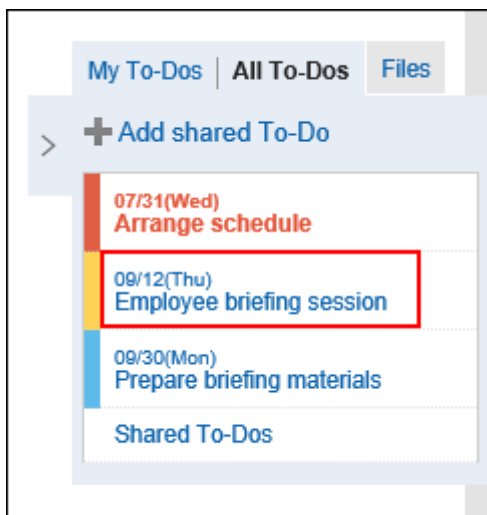 My To-Dos | All To-Dos Files
Add shared To-Do
07/31(Wed)
Arrange schedule
09/12(Thu)
Employee briefing session
09/30(Mon)
Prepare briefing materials
Shared To-Dos